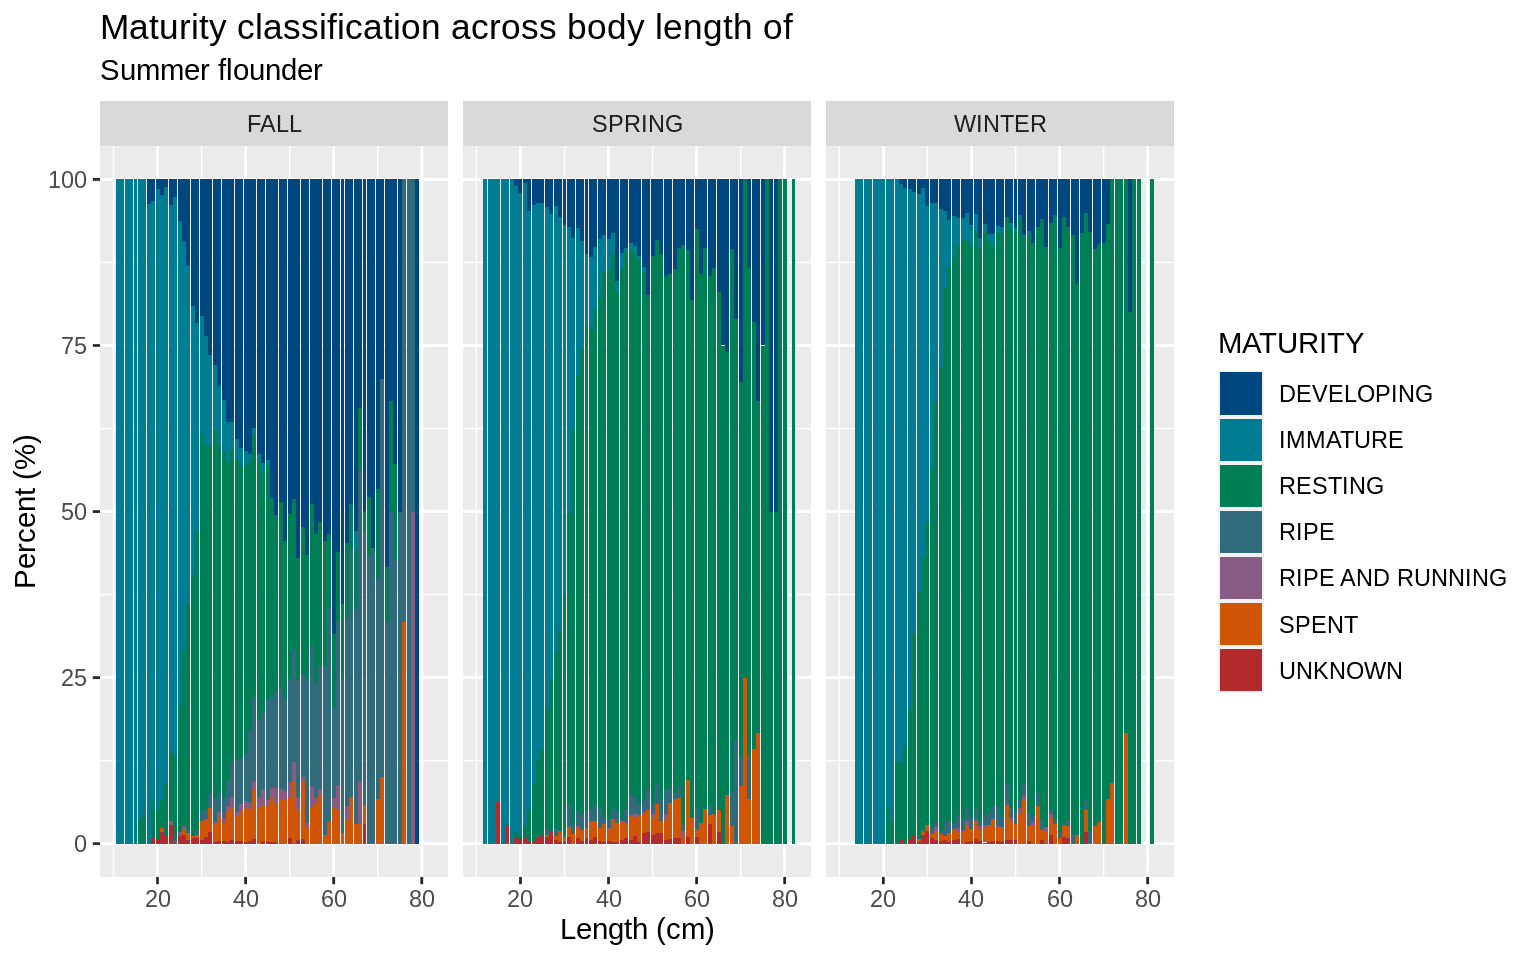 Maturity classification across body length of
Summer flounder
FALL
SPRING
WINTER
100
75
50
25
0
Percent (%)
20
40
60
80
20
40
60
80
20
40
60
80
Length (cm)
MATURITY
DEVELOPING
IMMATURE
RESTING
RIPE
RIPE AND RUNNING
SPENT
UNKNOWN